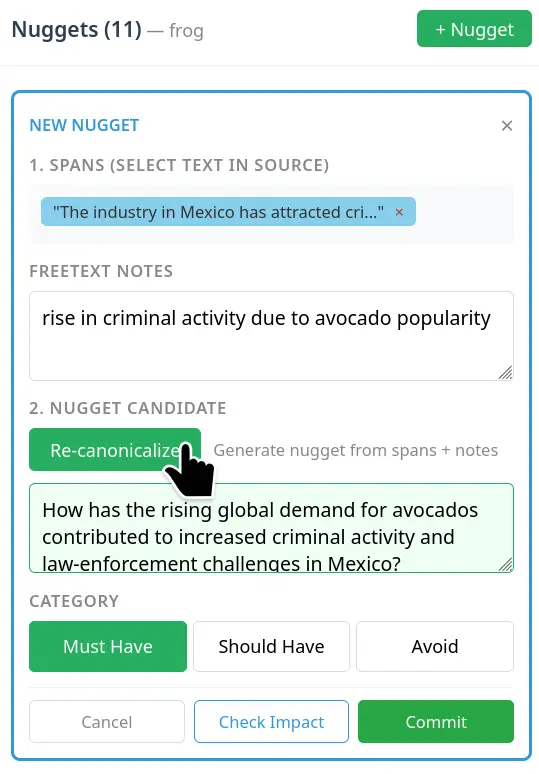 Nuggets (11) — frog
+ Nugget
NEW NUGGET
×
1. SPANS (SELECT TEXT IN SOURCE)
"The industry in Mexico has attracted cri..." ×
FREETEXT NOTES
rise in criminal activity due to avocado popularity
2. NUGGET CANDIDATE
Re-canonicalize
Generate nugget from spans + notes
How has the rising global demand for avocados
contributed to increased criminal activity and
law-enforcement challenges in Mexico?
CATEGORY
Must Have
Should Have
Avoid
Cancel
Check Impact
Commit